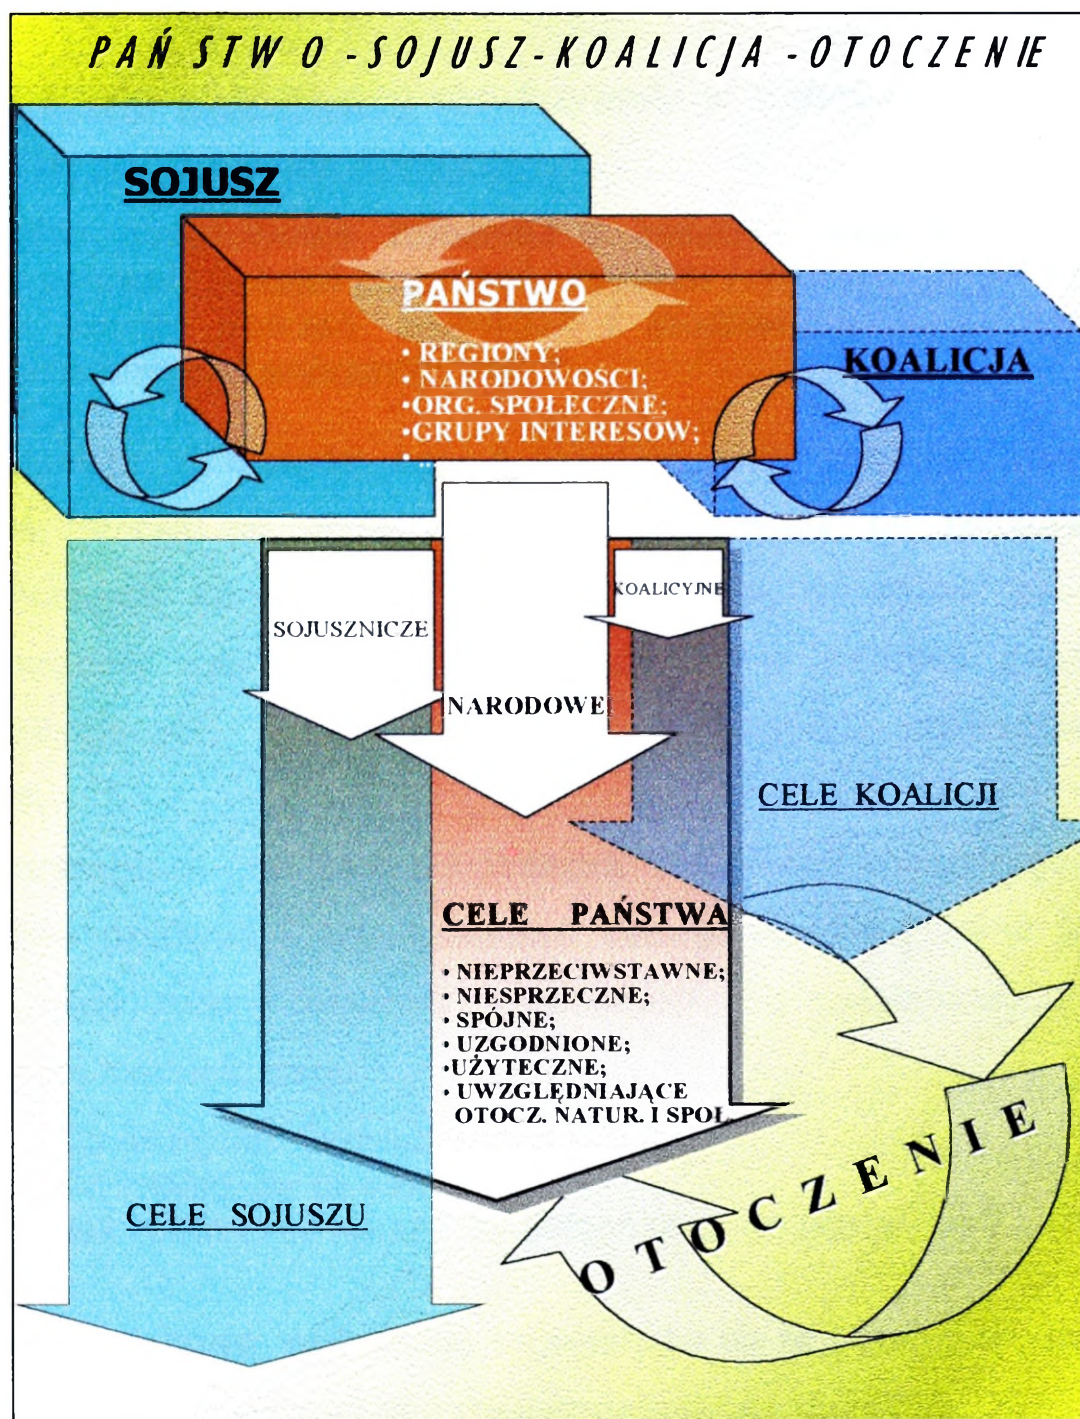 PAŃSTWO -SOJUSZ-KOALICJA -OTOCZENIE
SOJUSZ
PAŃSTWO
• REGIONY;
• NARODOWOŚCI;
•ORG. SPOŁECZNE;
•GRUPY INTERESÓW;
• ...
KOALICJA
KOALICYJNE
SOJUSZNICZE
NARODOWE
CELE KOALICJI
CELE PAŃSTWA
• NIEPRZECIWSTAWNE;
• NIESPRZECZNE;
• SPÓJNE;
• UZGODNIONE;
•UŻYTECZNE;
• UWZGLĘDNIAJĄCE
OTOCZ. NATUR. I SPOŁ.
CELE SOJUSZU
OTOCZENIE